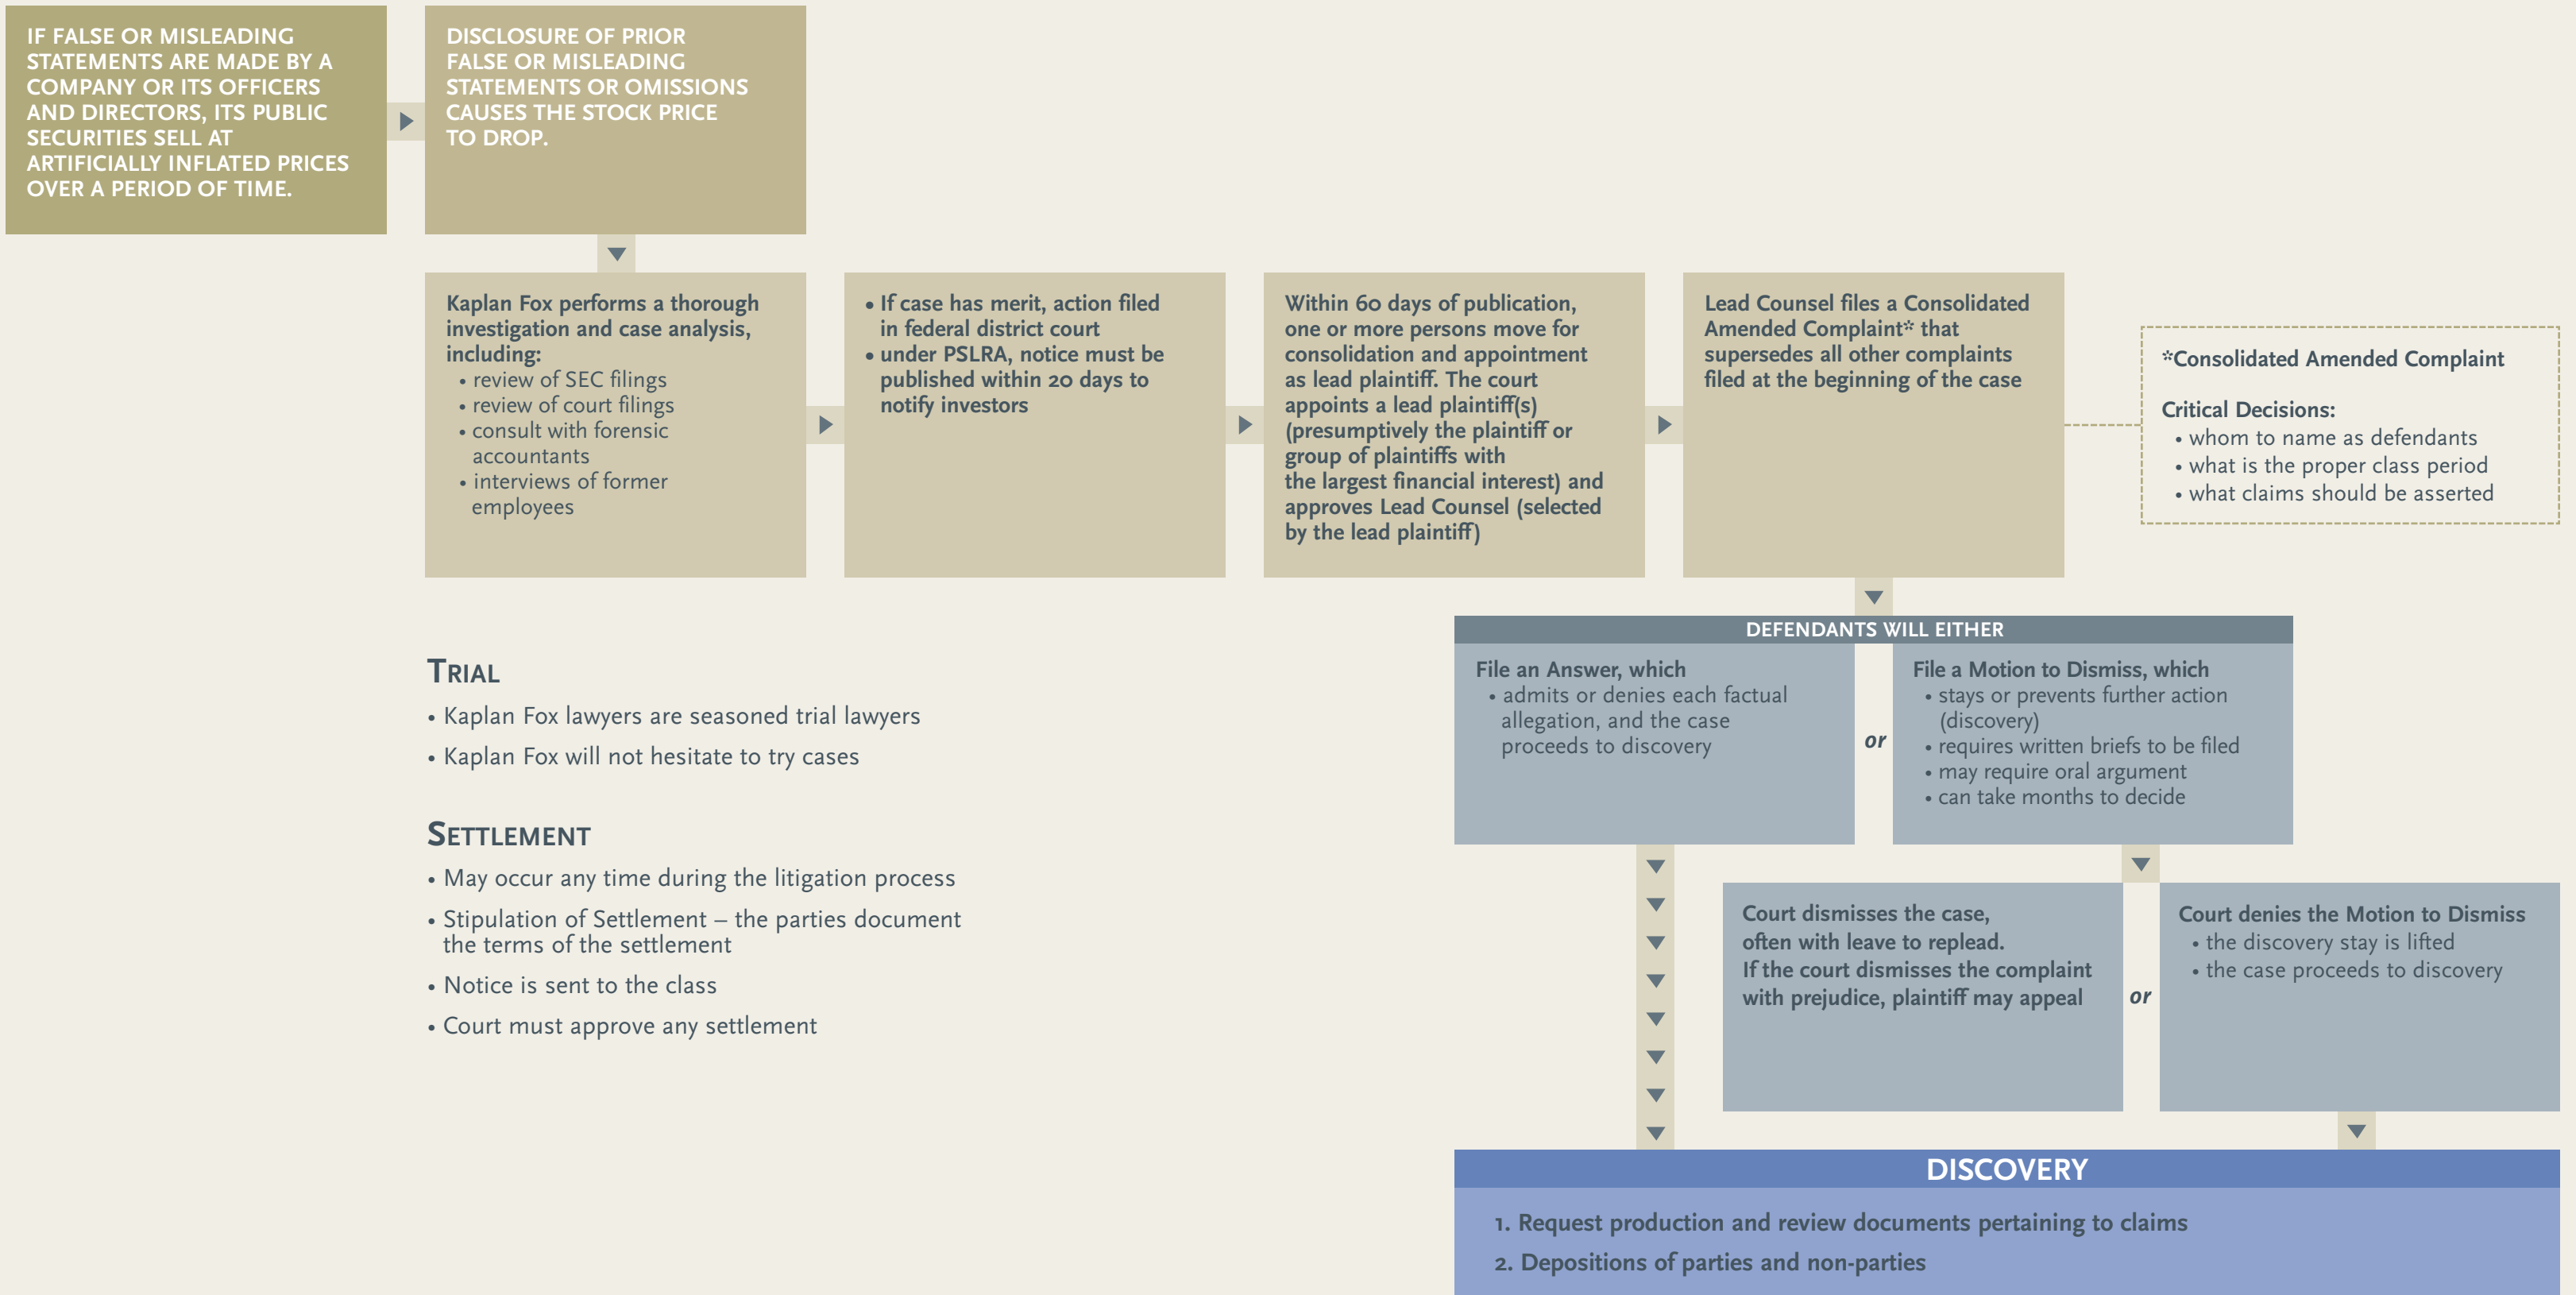 IF FALSE OR MISLEADING
STATEMENTS ARE MADE BY A
COMPANY OR ITS OFFICERS
AND DIRECTORS, ITS PUBLIC
SECURITIES SELL AT
ARTIFICIALLY INFLATED PRICES
OVER A PERIOD OF TIME.
DISCLOSURE OF PRIOR
FALSE OR MISLEADING
STATEMENTS OR OMISSIONS
CAUSES THE STOCK PRICE
TO DROP.
Kaplan Fox performs a thorough
investigation and case analysis,
including:
• review of SEC filings
• review of court filings
• consult with forensic
accountants
• interviews of former
employees
• If case has merit, action filed
in federal district court
• under PSLRA, notice must be
published within 20 days to
notify investors
Within 60 days of publication,
one or more persons move for
consolidation and appointment
as lead plaintiff. The court
appoints a lead plaintiff(s)
(presumptively the plaintiff or
group of plaintiffs with
the largest financial interest) and
approves Lead Counsel (selected
by the lead plaintiff)
Lead Counsel files a Consolidated
Amended Complaint* that
supersedes all other complaints
filed at the beginning of the case
*Consolidated Amended Complaint
Critical Decisions:
• whom to name as defendants
• what is the proper class period
• what claims should be asserted
DEFENDANTS WILL EITHER
File an Answer, which
• admits or denies each factual
allegation, and the case
proceeds to discovery
or
File a Motion to Dismiss, which
• stays or prevents further action
(discovery)
• requires written briefs to be filed
• may require oral argument
• can take months to decide
Court dismisses the case,
often with leave to replead.
If the court dismisses the complaint
with prejudice, plaintiff may appeal
or
Court denies the Motion to Dismiss
• the discovery stay is lifted
• the case proceeds to discovery
DISCOVERY
1. Request production and review documents pertaining to claims
2. Depositions of parties and non-parties
TRIAL
• Kaplan Fox lawyers are seasoned trial lawyers
• Kaplan Fox will not hesitate to try cases
SETTLEMENT
• May occur any time during the litigation process
• Stipulation of Settlement – the parties document
the terms of the settlement
• Notice is sent to the class
• Court must approve any settlement